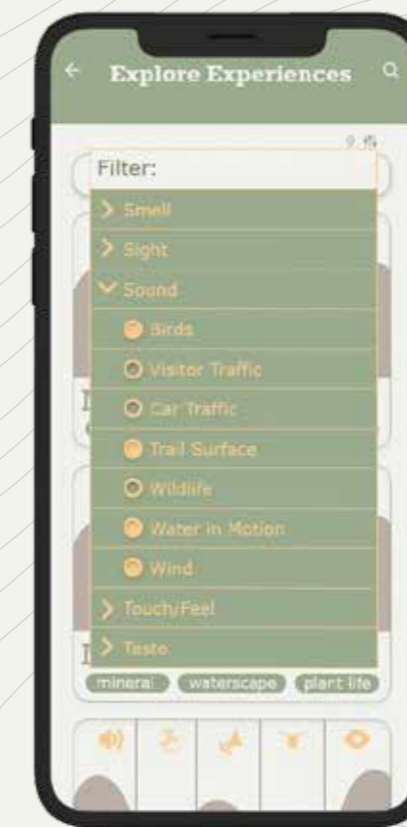 Explore Experiences
Filter:
Smell
Sight
Sound
Birds
Visitor Traffic
Car Traffic
Trail Surface
Wildlife
Water in Motion
Wind
Touch/Feel
Taste
mineral waterscape plant life